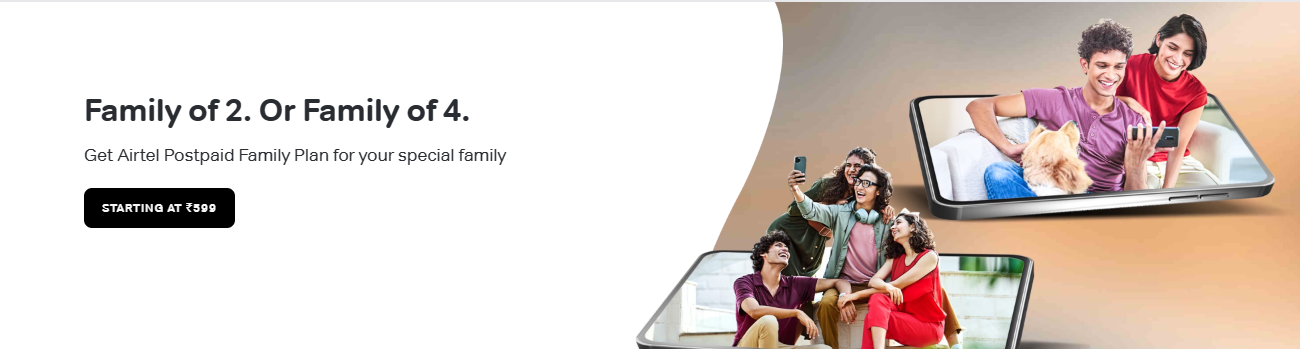 Family of 2. Or Family of 4.
Get Airtel Postpaid Family Plan for your special family
STARTING AT ₹599